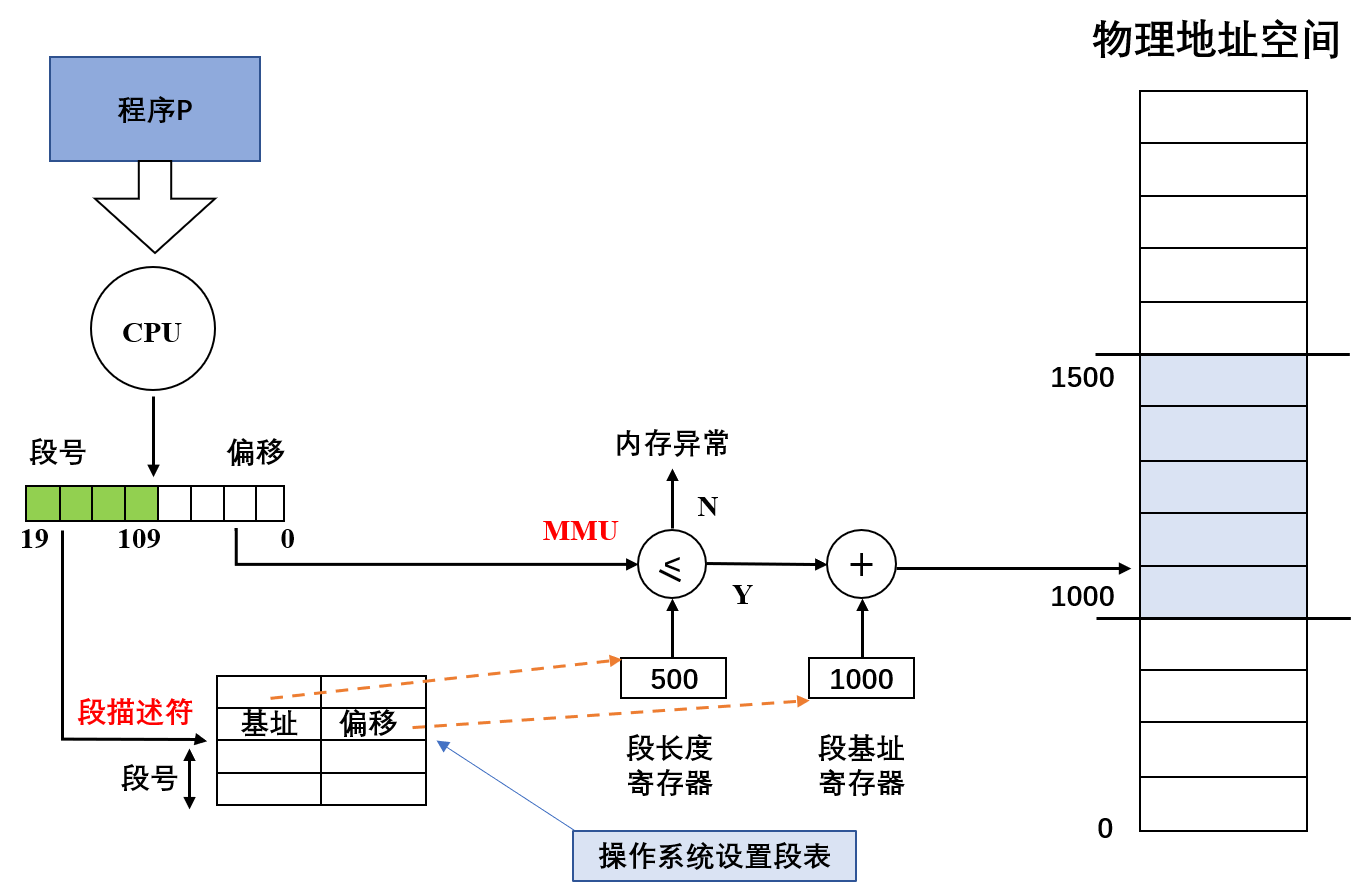 物理地址空间
程序P
CPU
段号
偏移
19
109
0
内存异常
N
MMU
≤
Y
+
500
1000
段长度
寄存器
段基址
寄存器
段描述符
基址
偏移
段号
操作系统设置段表
1500
1000
0